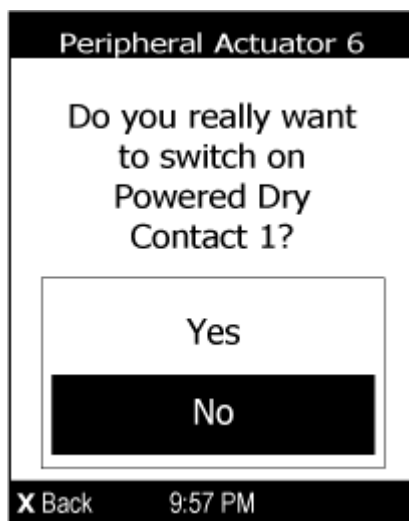 Peripheral Actuator 6
Do you really want
to switch on
Powered Dry
Contact 1?
Yes
No
X Back 9:57 PM